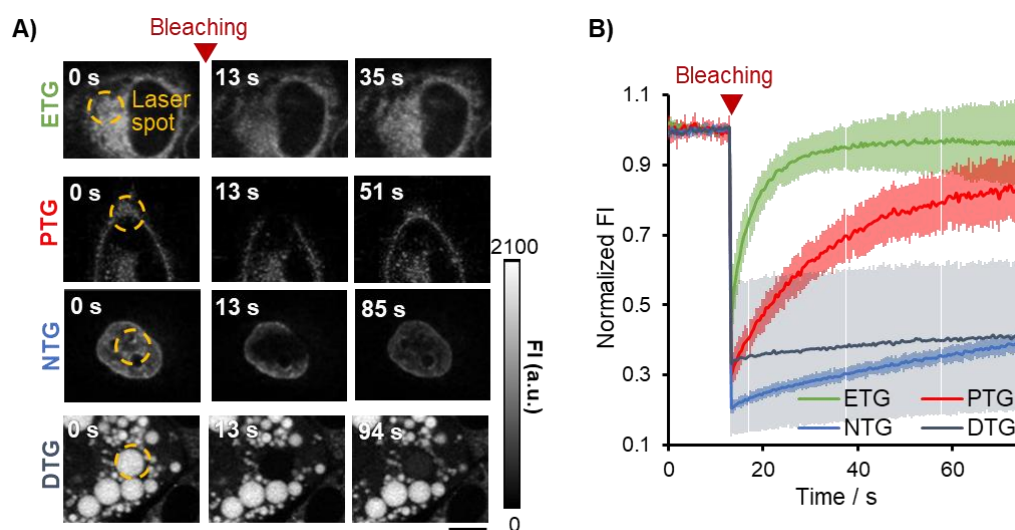 A)
Bleaching
ETG
0 s
13 s
35 s
Laser
spot
PTG
0 s
13 s
51 s
NTG
0 s
13 s
85 s
DTG
0 s
13 s
94 s
2100
FI (a.u.)
0
B)
Bleaching
Normalized FI
1.1
0.9
0.7
0.5
0.3
0.1
ETG
PTG
NTG
DTG
0
20
40
60
Time / s